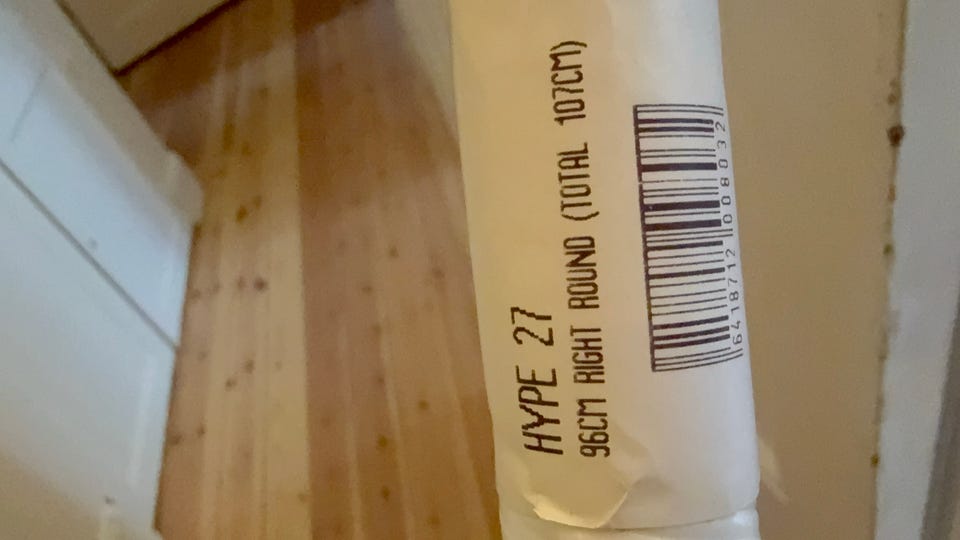 HYPE 27
96CM RIGHT ROUND (TOTAL 107CM)
6418712008032